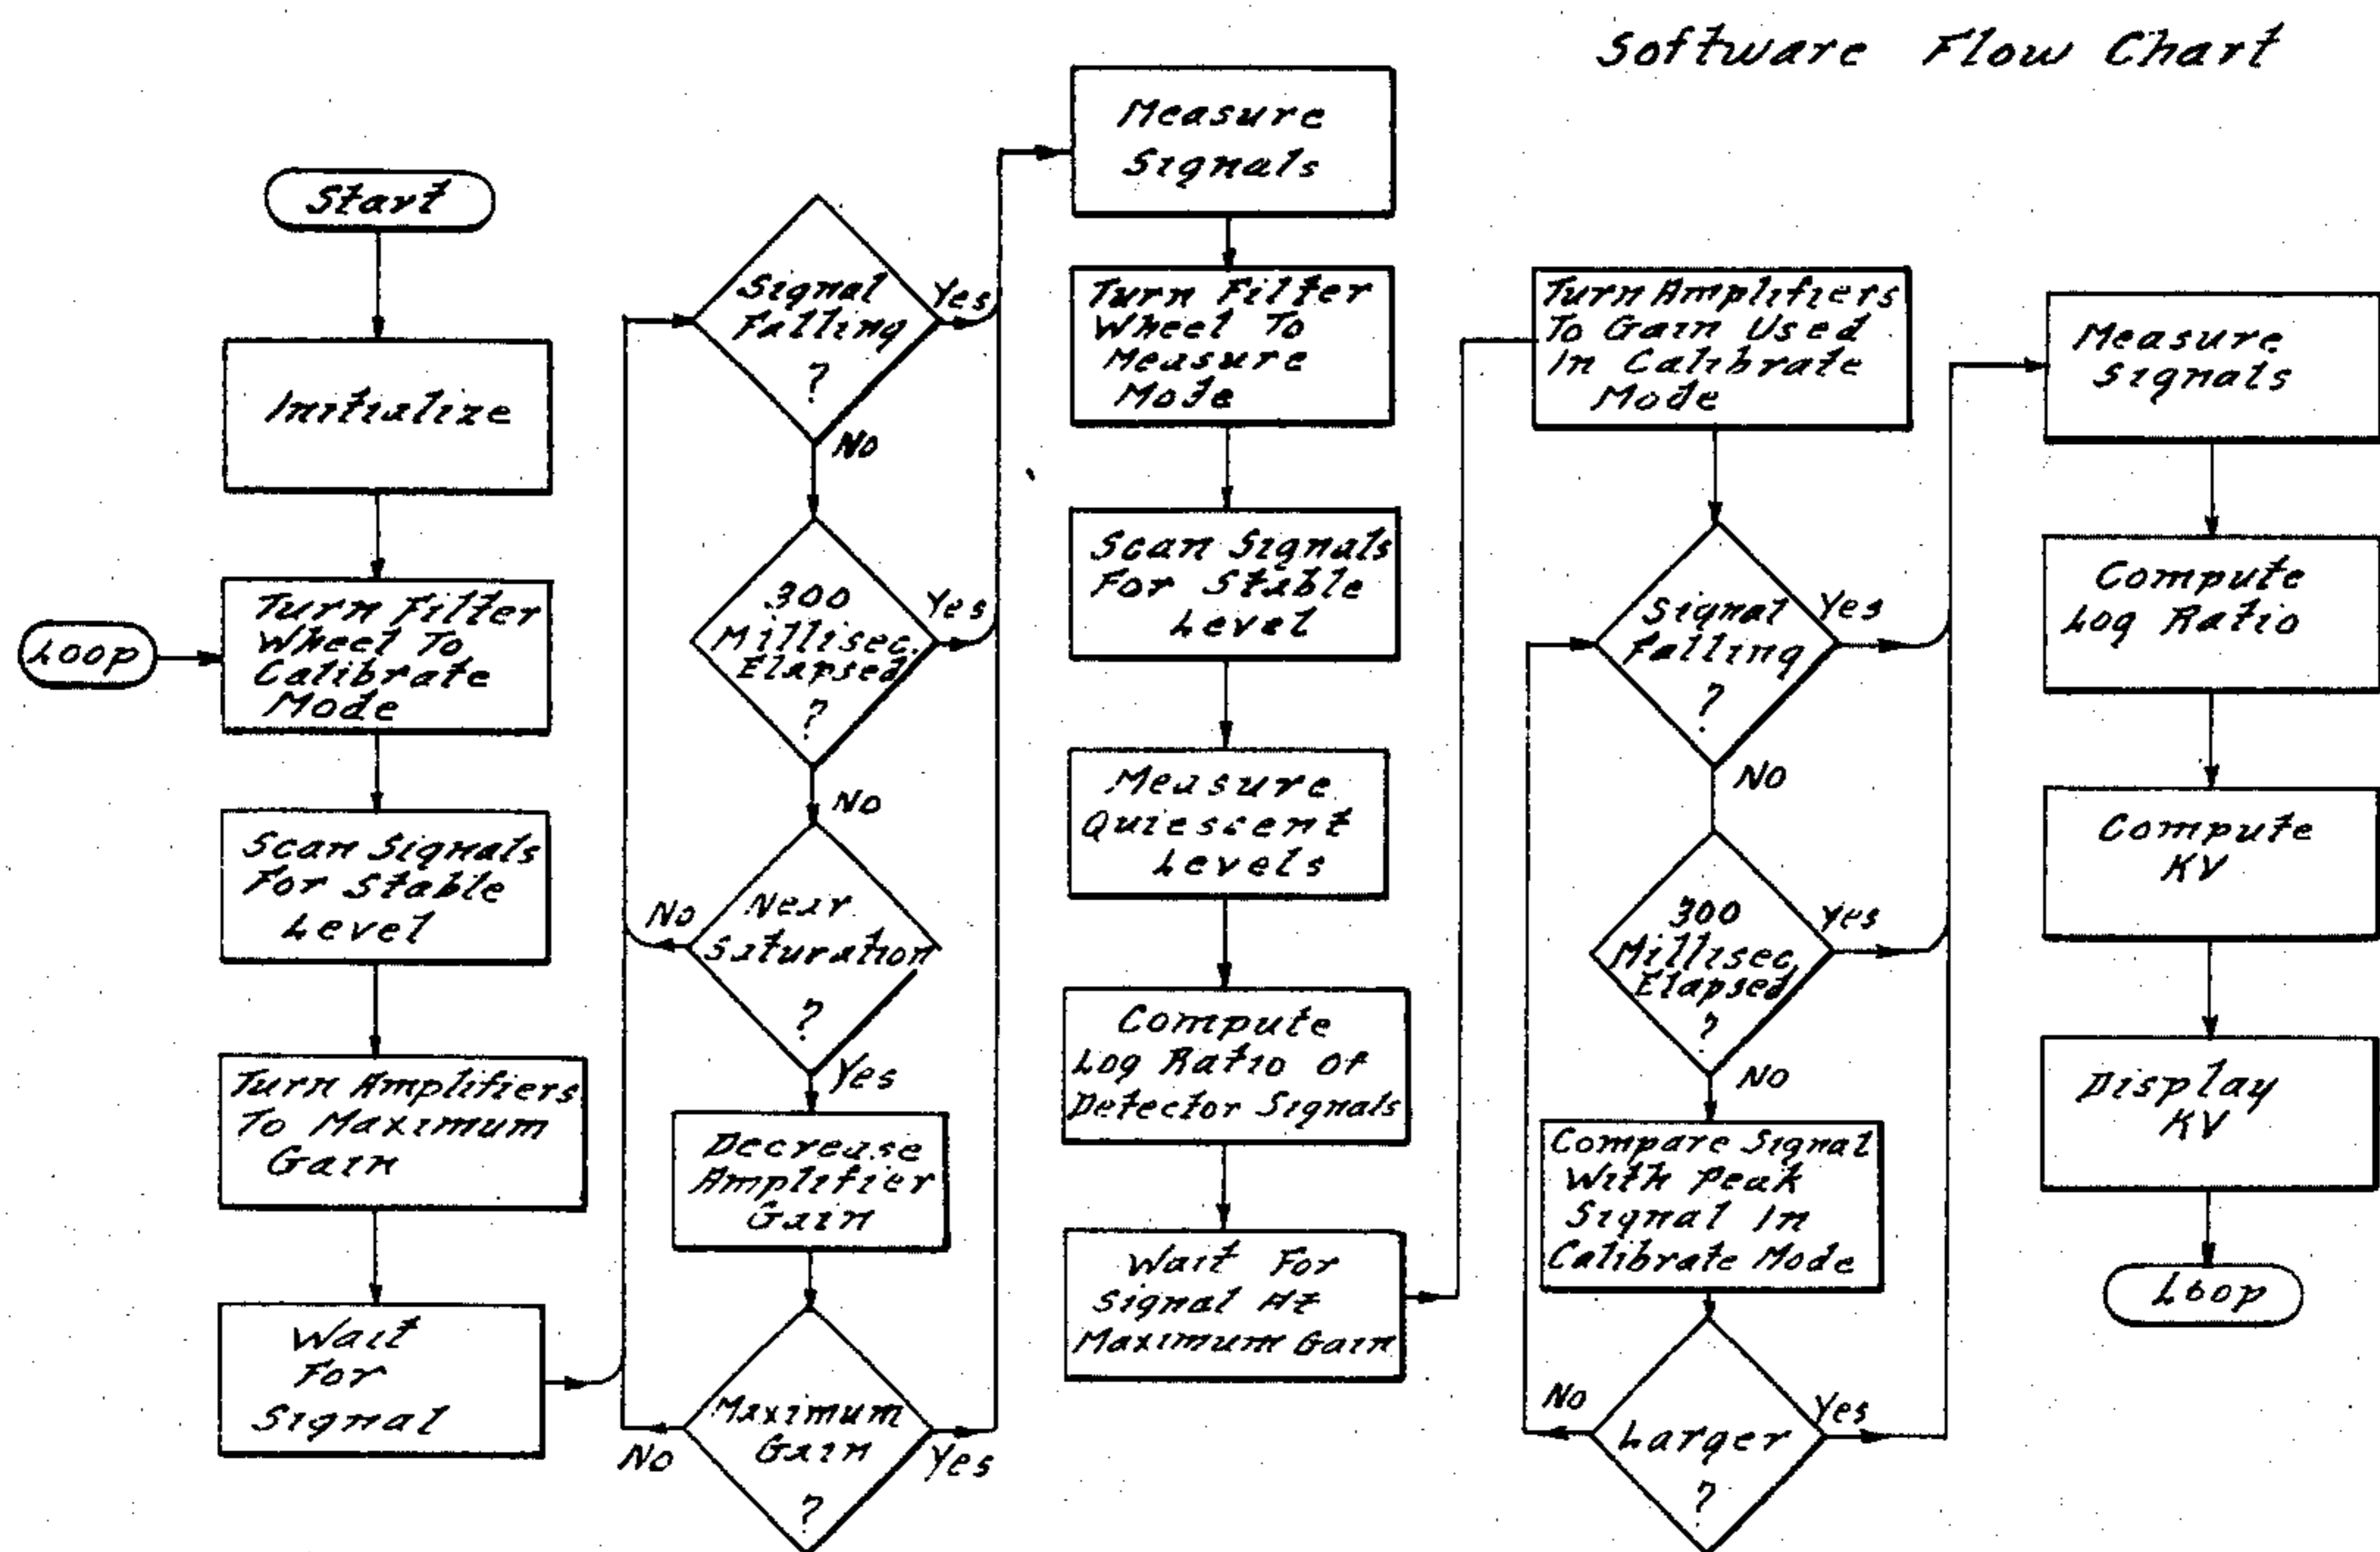 Software Flow Chart
Start
Initialize
Loop
Turn Filter
Wheel To
Calibrate
Mode
Scan Signals
For Stable
Level
Turn Amplifiers
To Maximum
Gain
Wait
For
Signal
Signal
Falling
?
Yes
No
300
Millisec.
Elapsed
?
Yes
No
Near
Saturation
?
No
Yes
Decrease
Amplifier
Gain
Maximum
Gain
?
No
Yes
Measure
Signals
Turn Filter
Wheel To
Measure
Mode
Scan Signals
For Stable
Level
Measure
Quiescent
Levels
Compute
Log Ratio Of
Detector Signals
Wait For
Signal At
Maximum Gain
Turn Amplifiers
To Gain Used
In Calibrate
Mode
Signal
Falling
?
Yes
No
300
Millisec.
Elapsed
?
Yes
No
Compare Signal
With Peak
Signal In
Calibrate Mode
Larger
?
No
Yes
Measure
Signals
Compute
Log Ratio
Compute
KV
Display
KV
Loop